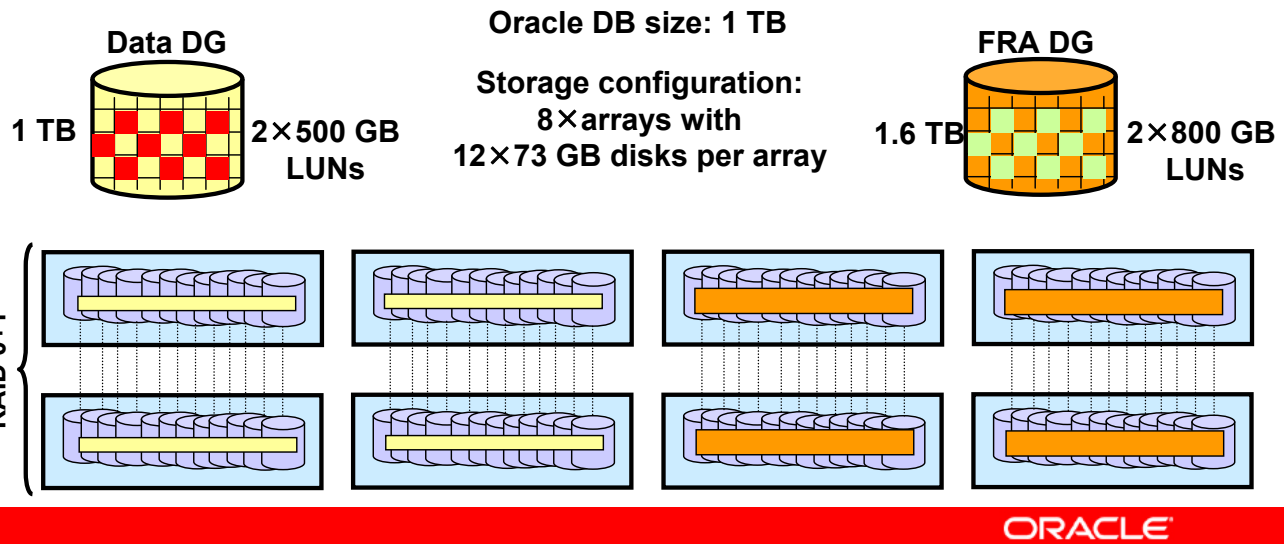 Oracle DB size: 1 TB
Data DG
FRA DG
Storage configuration:
8×arrays with
12×73 GB disks per array
1 TB
2×500 GB
LUNs
1.6 TB
2×800 GB
LUNs
RAID
ORACLE